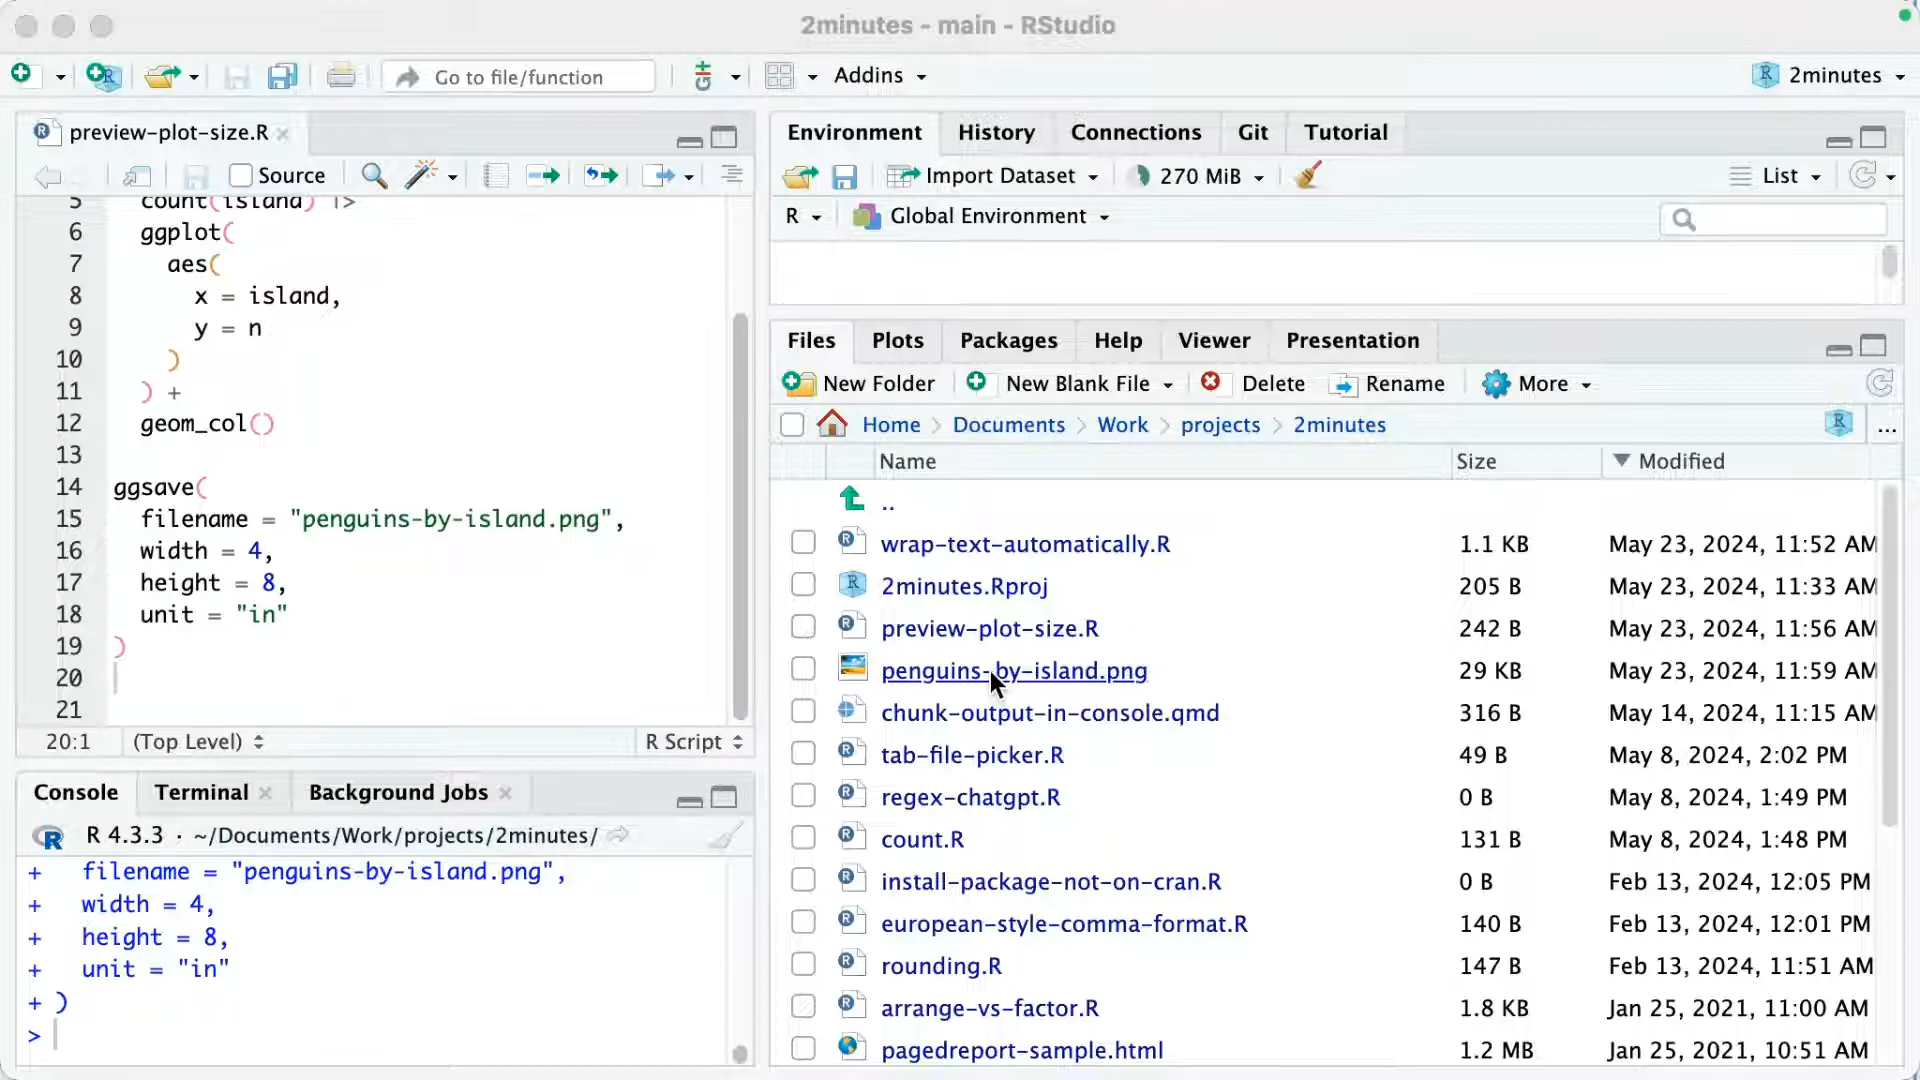 2minutes - main - RStudio
Go to file/function
Addins
2minutes
preview-plot-size.R
Source
5 count(island) |>
6 ggplot(
7 aes(
8 x = island,
9 y = n
10 )
11 ) +
12 geom_col()
13
14 ggsave(
15 filename = "penguins-by-island.png",
16 width = 4,
17 height = 8,
18 unit = "in"
19 )
20
21
20:1 (Top Level) R Script
Console Terminal Background Jobs
R 4.3.3 · ~/Documents/Work/projects/2minutes/
+ filename = "penguins-by-island.png",
+ width = 4,
+ height = 8,
+ unit = "in"
+ )
>
Environment History Connections Git Tutorial
Import Dataset 270 MiB List
R Global Environment
Files Plots Packages Help Viewer Presentation
New Folder New Blank File Delete Rename More
Home Documents Work projects 2minutes ...
Name Size Modified
..
wrap-text-automatically.R 1.1 KB May 23, 2024, 11:52 AM
2minutes.Rproj 205 B May 23, 2024, 11:33 AM
preview-plot-size.R 242 B May 23, 2024, 11:56 AM
penguins-by-island.png 29 KB May 23, 2024, 11:59 AM
chunk-output-in-console.qmd 316 B May 14, 2024, 11:15 AM
tab-file-picker.R 49 B May 8, 2024, 2:02 PM
regex-chatgpt.R 0 B May 8, 2024, 1:49 PM
count.R 131 B May 8, 2024, 1:48 PM
install-package-not-on-cran.R 0 B Feb 13, 2024, 12:05 PM
european-style-comma-format.R 140 B Feb 13, 2024, 12:01 PM
rounding.R 147 B Feb 13, 2024, 11:51 AM
arrange-vs-factor.R 1.8 KB Jan 25, 2021, 11:00 AM
pagedreport-sample.html 1.2 MB Jan 25, 2021, 10:51 AM